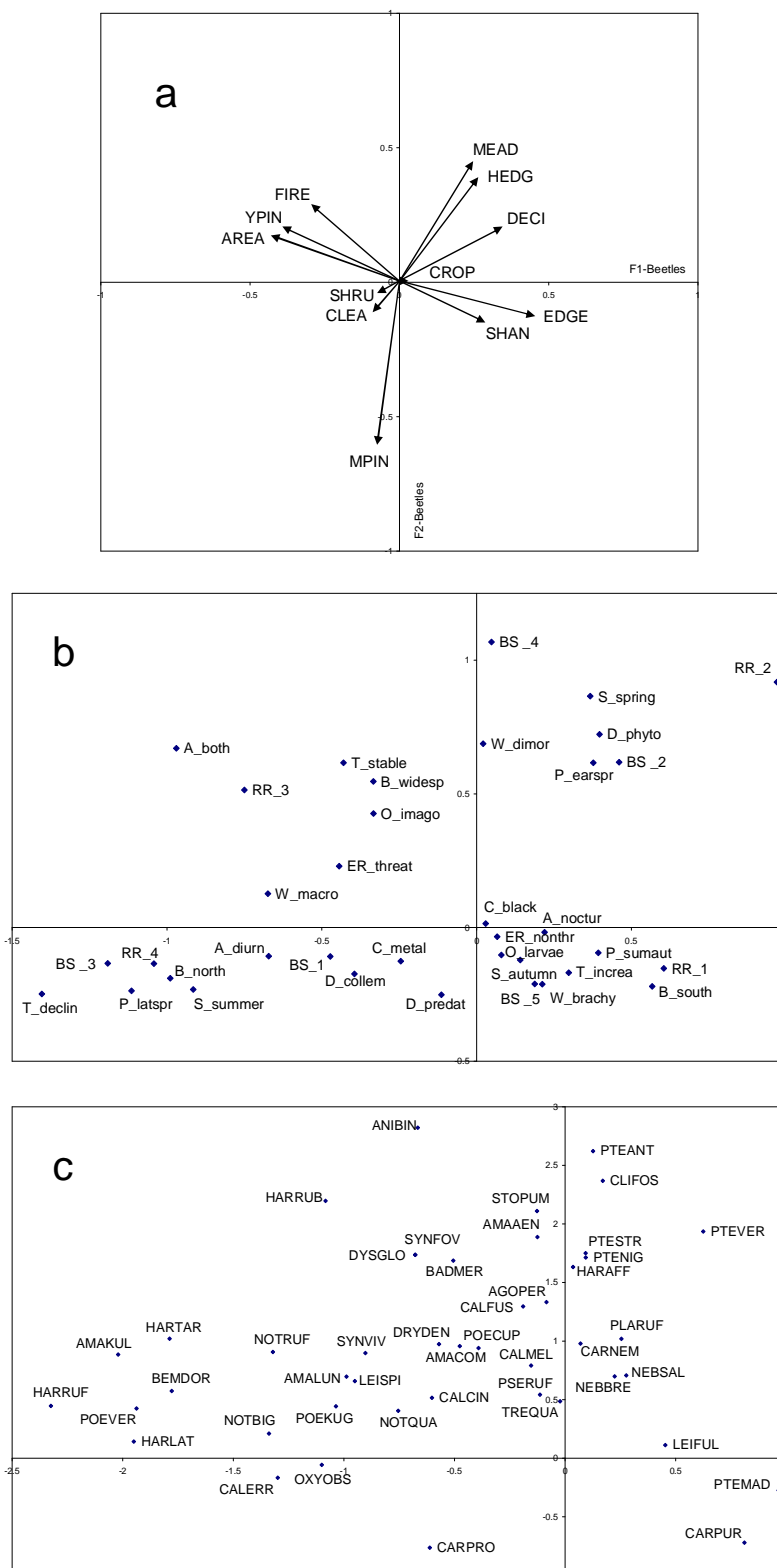 1
a
0.5
MEAD
HEDG
FIRE
DECI
YPIN
AREA
CROP
F1-Beetles
0
-1
-0.5
SHRU
0
0.5
1
CLEA
EDGE
SHAN
-0.5
MPIN
F2-Beetles
-1
b
BS _4
1
RR_2
S_spring
A_both
W_dimor
D_phyto
T_stable
BS _2
P_earspr
B_widesp
RR_3
0.5
O_imago
ER_threat
W_macro
C_black
A_noctur
0
-1.5
-1
-0.5
0.5
ER_nonthr
RR_4
A_diurn
C_metal
O_larvae
P_sumaut
BS _3
BS_1
RR_1
B_north
D_collem
S_autumn
T_increa
T_declin
P_latspr
S_summer
D_predat
BS _5
W_brachy
B_south
0.5
3
ANIBIN
c
PTEANT
2.5
CLIFOS
HARRUB
STOPUM
2
AMAAEN
PTEVER
SYNFOV
PTESTR
DYSGLO
PTENIG
BADMER
1.5
HARAFF
AGOPER
CALFUS
HARTAR
DRYDEN
PLARUF
AMAKUL
NOTRUF
SYNVIV
POECUP
1
CARNEM
AMACOM
CALMEL
BEMDOR
AMALUN
LEISPI
NEBSAL
HARRUF
PSERUF
NEBBRE
CALCIN
0.5
POEVER
NOTBIG
POEKUG
NOTQUA
TREQUA
HARLAT
LEIFUL
0
-2.5
-2
-1.5
-1
-0.5
0
0.5
CALERR
OXYOBS
PTEMAD
-0.5
CARPRO
CARPUR